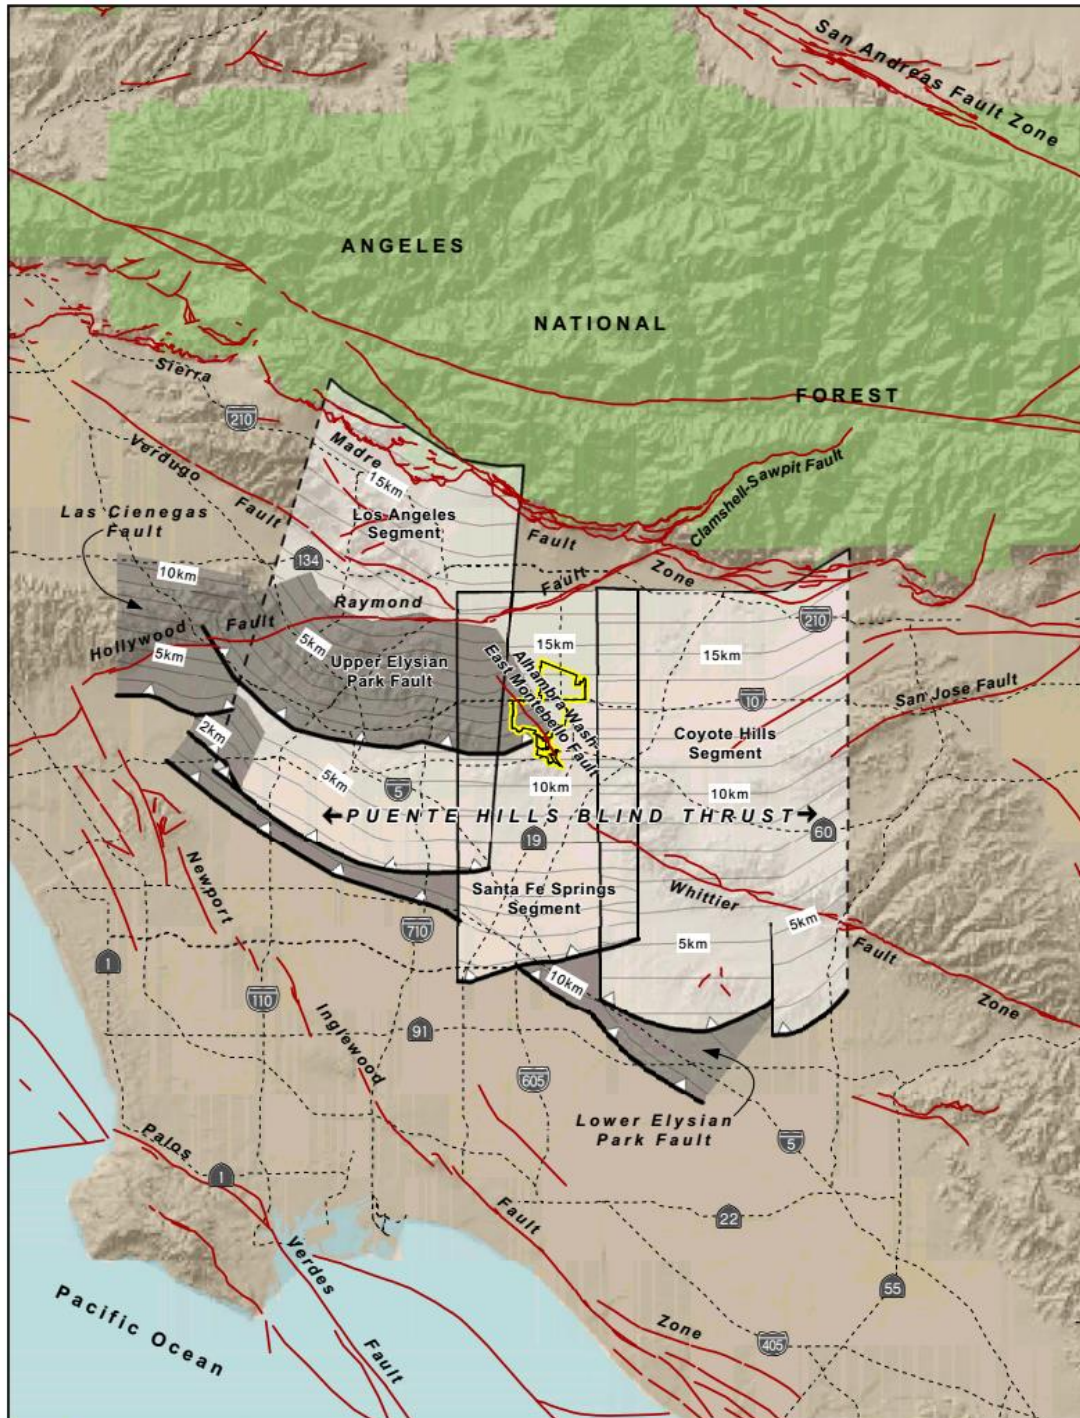 San Andreas Fault Zone
ANGELES
NATIONAL
FOREST
Sierra
210
Madre
Verdugo
Fault
15km
Clamshell-Sawpit Fault
Las Cienegas
Fault
Los Angeles
Segment
Fault
134
Zone
10km
Fault
Raymond
210
Hollywood
Fault
5km
15km
15km
5km
Upper Elysian
Park Fault
Alhambra-Wash-
East Montebello Fault
San Jose Fault
10
2km
Coyote Hills
Segment
5km
5
10km
10km
PUENTE HILLS BLIND THRUST
60
19
Newport
Santa Fe Springs
Segment
Whittier
5km
5km
Fault
710
1
10km
110
Zone
Inglewood
91
605
Lower Elysian
Park Fault
5
Palos
1
Fault
22
Verdes
55
Pacific Ocean
Zone
405
Fault